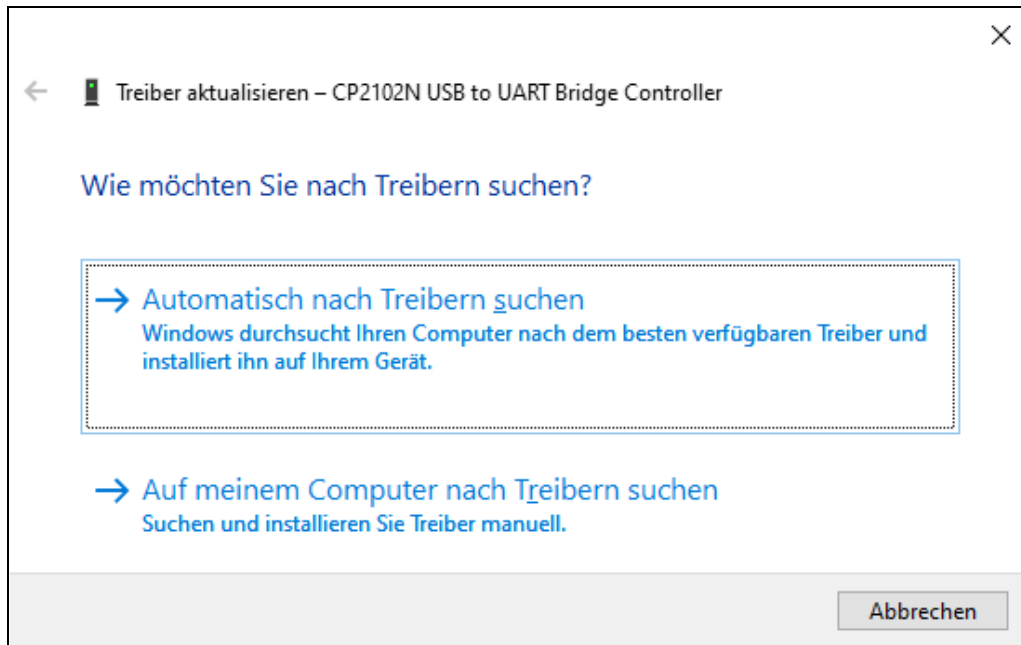 Treiber aktualisieren – CP2102N USB to UART Bridge Controller
Wie möchten Sie nach Treibern suchen?
Automatisch nach Treibern suchen
Windows durchsucht Ihren Computer nach dem besten verfügbaren Treiber und
installiert ihn auf Ihrem Gerät.
Auf meinem Computer nach Treibern suchen
Suchen und installieren Sie Treiber manuell.
Abbrechen